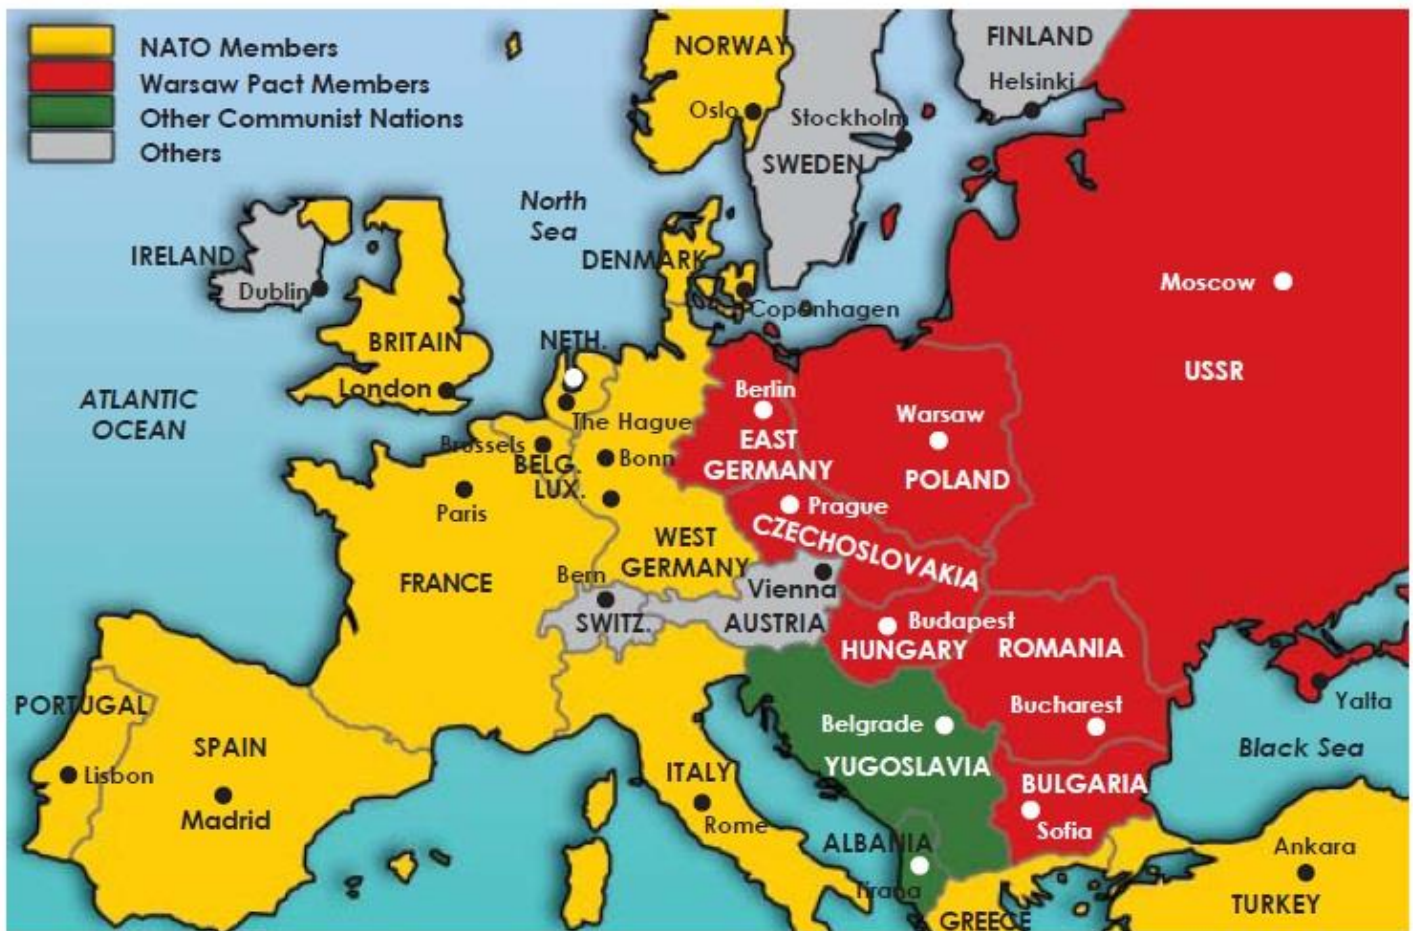 NATO Members
Warsaw Pact Members
Other Communist Nations
Others
NORWAY
Oslo
FINLAND
Helsinki
Stockholm
SWEDEN
North
Sea
IRELAND
Dublin
DENMARK
Copenhagen
Moscow
BRITAIN
London
NETH.
USSR
ATLANTIC
OCEAN
Berlin
EAST
GERMANY
Warsaw
POLAND
The Hague
Brussels
BELG.
Bonn
LUX.
Paris
Prague
CZECHOSLOVAKIA
WEST
GERMANY
FRANCE
Bern
SWITZ.
Vienna
AUSTRIA
Budapest
HUNGARY
ROMANIA
Bucharest
Yalta
PORTUGAL
Lisbon
SPAIN
Madrid
Belgrade
YUGOSLAVIA
Black Sea
ITALY
Rome
BULGARIA
Sofia
ALBANIA
Tirana
GREECE
Ankara
TURKEY